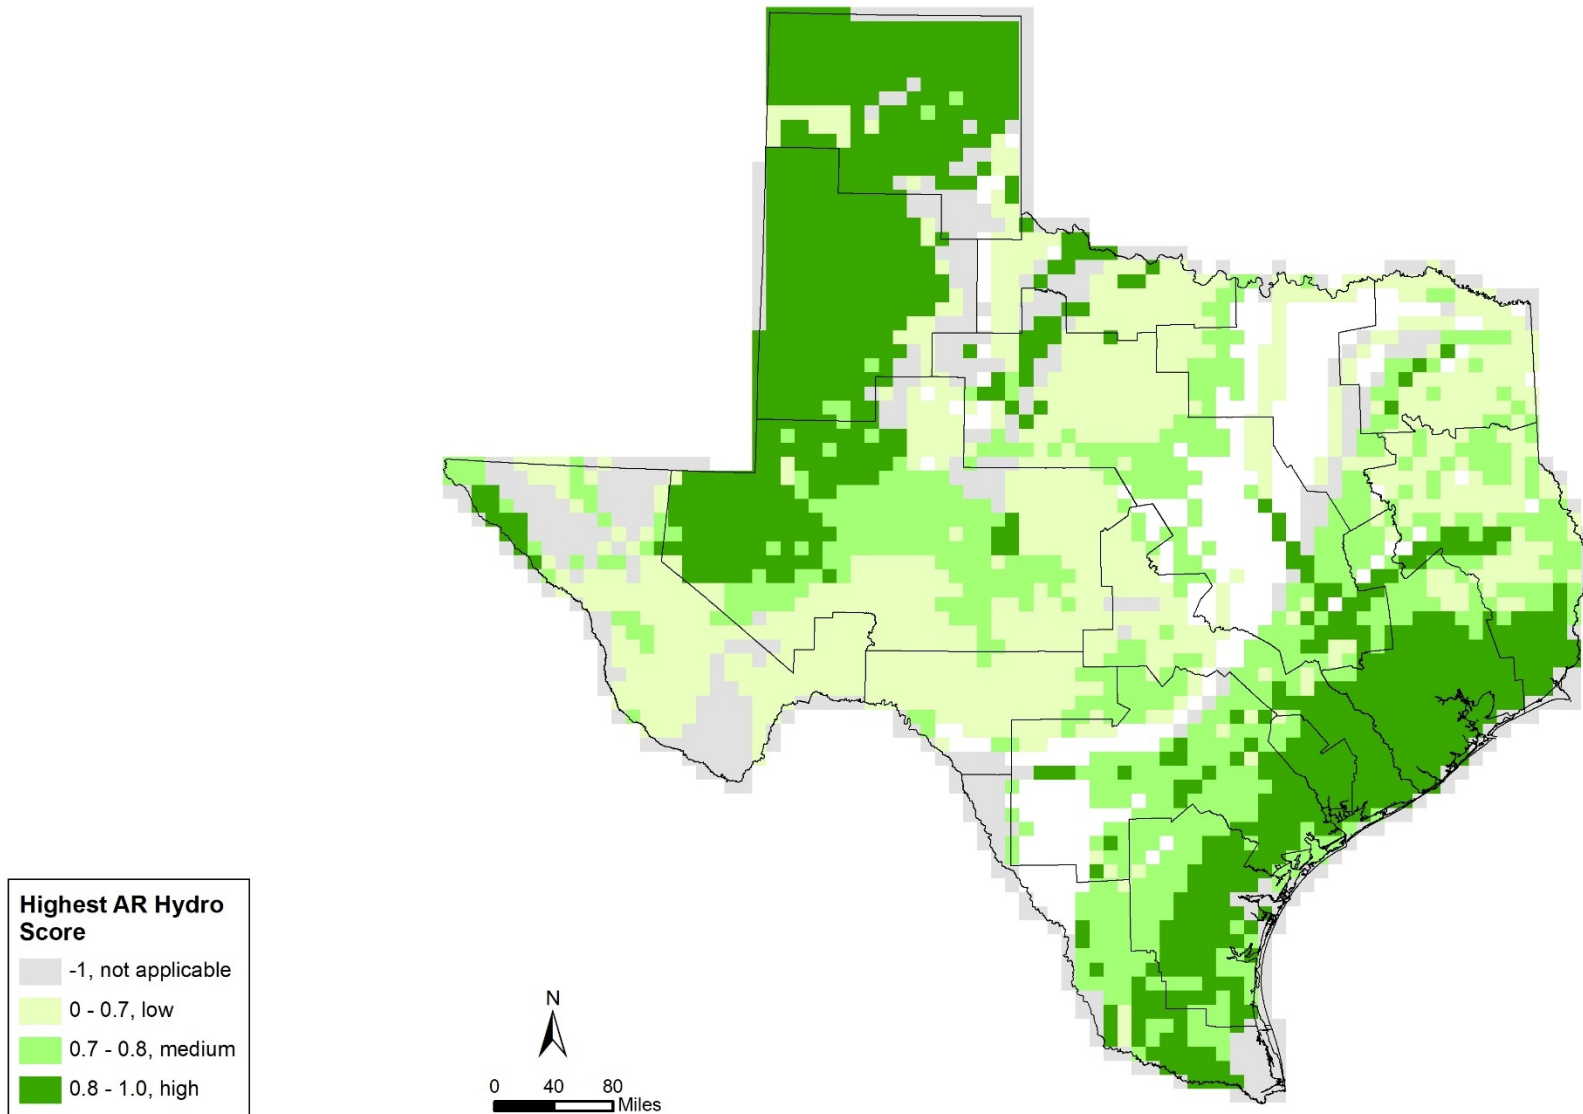 Highest AR Hydro
Score
-1, not applicable
0 - 0.7, low
0.7 - 0.8, medium
0.8 - 1.0, high
N
0 40 80
Miles